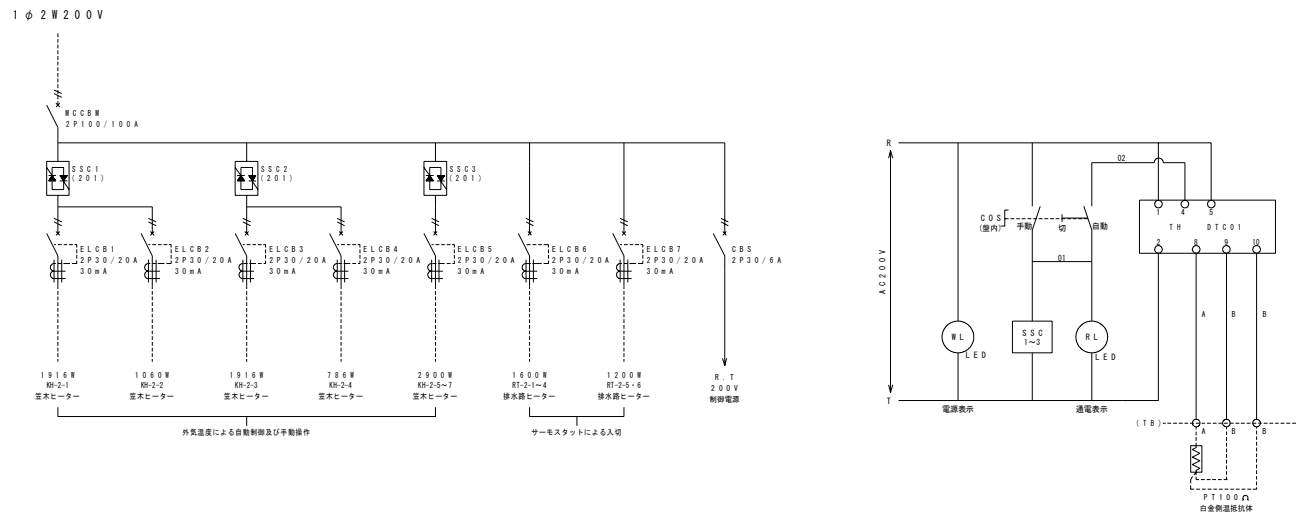 1φ2W200V
MCCBM
2P100/100A
SSC1
(201)
SSC2
(201)
SSC3
(201)
ELCB1
2P30/20A
30mA
ELCB2
2P30/20A
30mA
ELCB3
2P30/20A
30mA
ELCB4
2P30/20A
30mA
ELCB5
2P30/20A
30mA
ELCB6
2P30/20A
30mA
ELCB7
2P30/20A
30mA
CBS
2P30/6A
1916W
KH-2-1
笠木ヒーター
1060W
KH-2-2
笠木ヒーター
1916W
KH-2-3
笠木ヒーター
786W
KH-2-4
笠木ヒーター
2900W
KH-2-5~7
笠木ヒーター
1600W
RT-2-1~4
排水路ヒーター
1200W
RT-2-5・6
排水路ヒーター
R.T
200V
制御電源
外気温度による自動制御及び手動操作
サーモスタットによる入切
R
AC200V
T
COS
(盤内)
手動
切
自動
02
01
WL
LED
SSC
1~3
RL
LED
電源表示
通電表示
1
4
5
TH DTC01
2
8
9
10
A
B
B
(TB)
A
B
B
PT100Ω
白金側温抵抗体